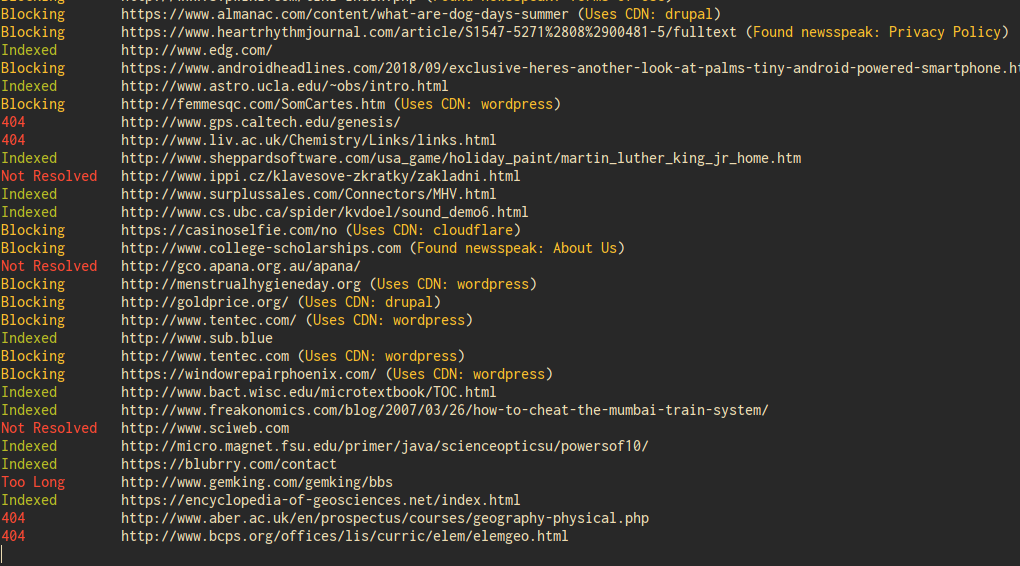 Blocking https://www.almanac.com/content/what-are-dog-days-summer (Uses CDN: drupal)
Blocking https://www.heartrhythmjournal.com/article/S1547-5271%2808%2900481-5/fulltext (Found newsspeak: Privacy Policy)
Indexed http://www.edg.com/
Blocking https://www.androidheadlines.com/2018/09/exclusive-heres-another-look-at-palms-tiny-android-powered-smartphone.ht
Indexed http://www.astro.ucla.edu/~obs/intro.html
Blocking http://femmesqc.com/SomCartes.htm (Uses CDN: wordpress)
404 http://www.gps.caltech.edu/genesis/
404 http://www.liv.ac.uk/Chemistry/Links/links.html
Indexed http://www.sheppardsoftware.com/usa_game/holiday_paint/martin_luther_king_jr_home.htm
Not Resolved http://www.ippi.cz/klavesove-zkratky/zakladni.html
Indexed http://www.surplussales.com/Connectors/MHV.html
Indexed http://www.cs.ubc.ca/spider/kvdoel/sound_demo6.html
Blocking https://casinoselfie.com/no (Uses CDN: cloudflare)
Blocking http://www.college-scholarships.com (Found newsspeak: About Us)
Not Resolved http://gco.apana.org.au/apana/
Blocking http://menstrualhygieneday.org (Uses CDN: wordpress)
Blocking http://goldprice.org/ (Uses CDN: drupal)
Blocking http://www.tentec.com/ (Uses CDN: wordpress)
Indexed http://www.sub.blue
Blocking http://www.tentec.com (Uses CDN: wordpress)
Blocking https://windowrepairphoenix.com/ (Uses CDN: wordpress)
Indexed http://www.bact.wisc.edu/microtextbook/TOC.html
Indexed http://www.freakonomics.com/blog/2007/03/26/how-to-cheat-the-mumbai-train-system/
Not Resolved http://www.sciweb.com
Indexed http://micro.magnet.fsu.edu/primer/java/scienceopticsu/powersof10/
Indexed https://blubrry.com/contact
Too Long http://www.gemking.com/gemking/bbs
Indexed https://encyclopedia-of-geosciences.net/index.html
404 http://www.aber.ac.uk/en/prospectus/courses/geography-physical.php
404 http://www.bcps.org/offices/lis/curric/elem/elemgeo.html